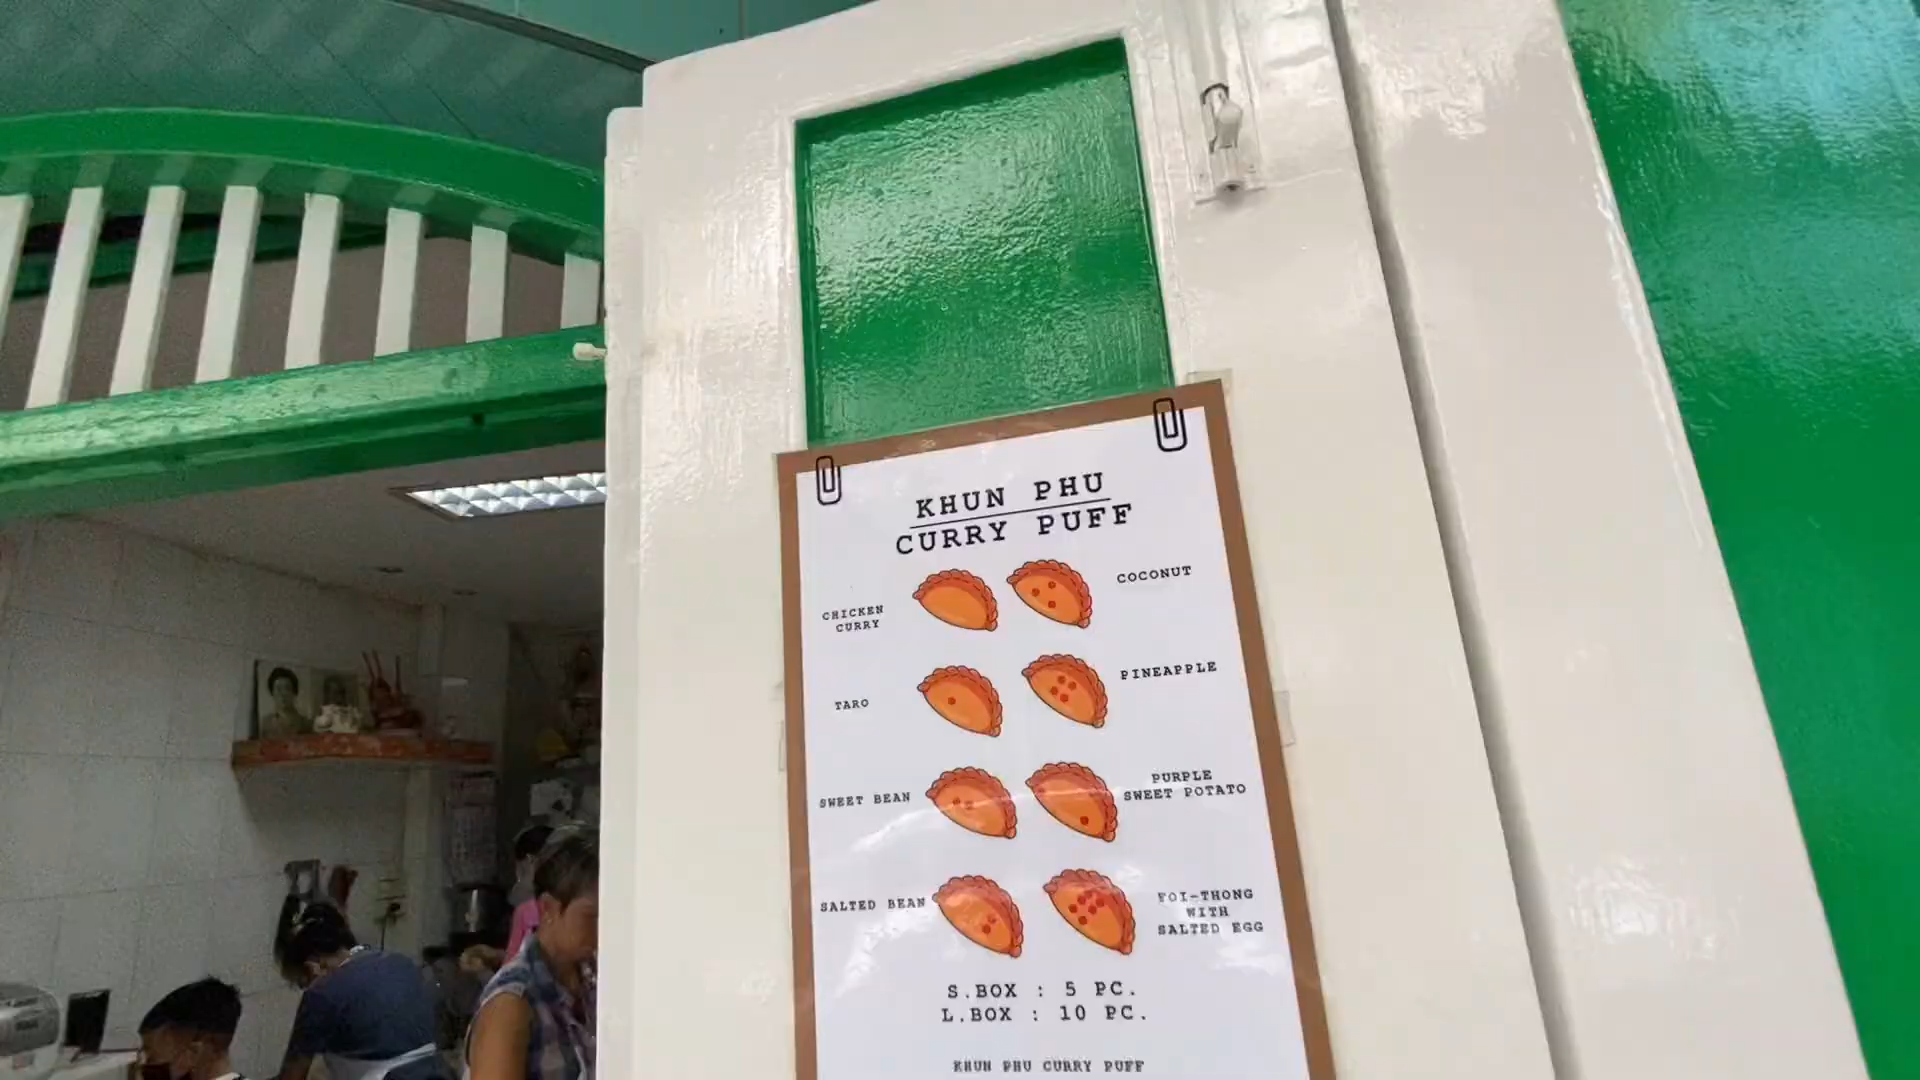 KHUN PHU
CURRY PUFF
CHICKEN
CURRY
COCONUT
TARO
PINEAPPLE
SWEET BEAN
PURPLE
SWEET POTATO
SALTED BEAN
FOI-THONG
WITH
SALTED EGG
S.BOX : 5 PC.
L.BOX : 10 PC.
KHUN PHU CURRY PUFF